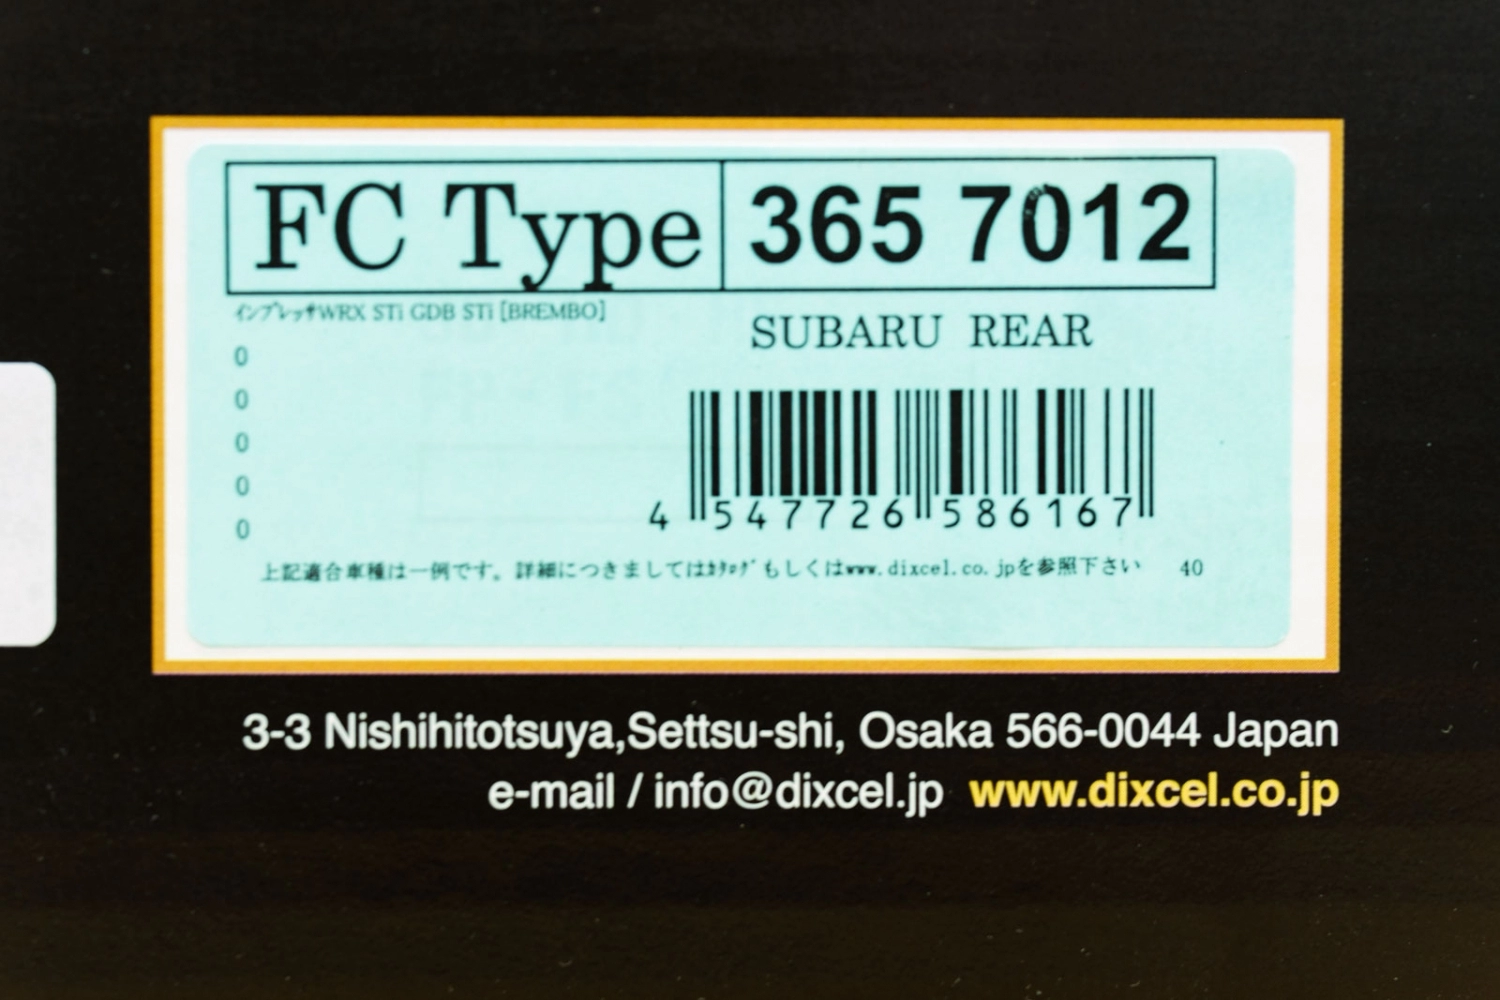 FC Type 365 7012
インプレッサWRX STi GDB STi [BREMBO]
SUBARU REAR
0
0
0
0
0
4 547726 586167
上記適合車種は一例です。詳細につきましてはｶﾀﾛｸﾞもしくはwww.dixcel.co.jpを参照下さい 40
3-3 Nishihitotsuya,Settsu-shi, Osaka 566-0044 Japan
e-mail / info@dixcel.jp www.dixcel.co.jp